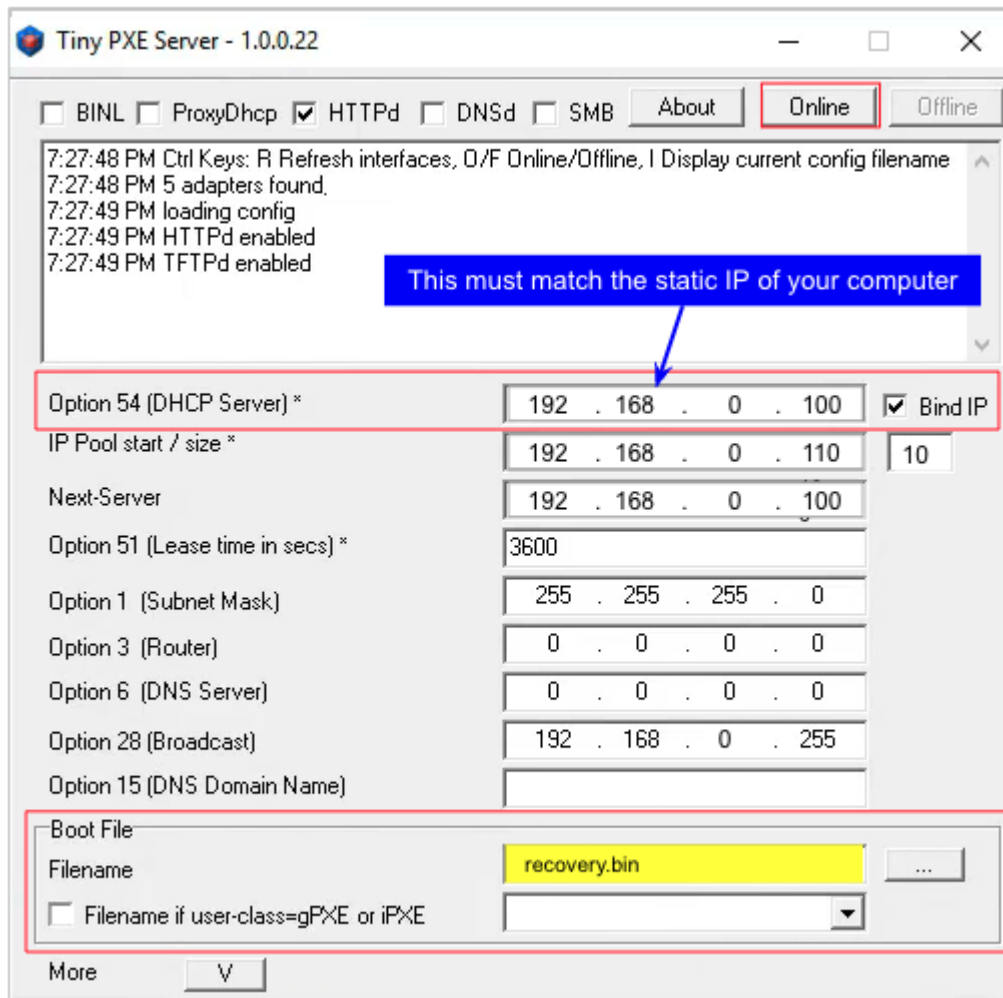 Tiny PXE Server - 1.0.0.22
BINL ProxyDhcp HTTPd DNSd SMB About Online Offline
7:27:48 PM Ctrl Keys: R Refresh interfaces, O/F Online/Offline, I Display current config filename
7:27:48 PM 5 adapters found.
7:27:49 PM loading config
7:27:49 PM HTTPd enabled
7:27:49 PM TFTPd enabled
This must match the static IP of your computer
Option 54 (DHCP Server) * 192 . 168 . 0 . 100 Bind IP
IP Pool start / size * 192 . 168 . 0 . 110 10
Next-Server 192 . 168 . 0 . 100
Option 51 (Lease time in secs) * 3600
Option 1 (Subnet Mask) 255 . 255 . 255 . 0
Option 3 (Router) 0 . 0 . 0 . 0
Option 6 (DNS Server) 0 . 0 . 0 . 0
Option 28 (Broadcast) 192 . 168 . 0 . 255
Option 15 (DNS Domain Name)
Boot File
Filename recovery.bin ...
Filename if user-class=gPXE or iPXE
More V